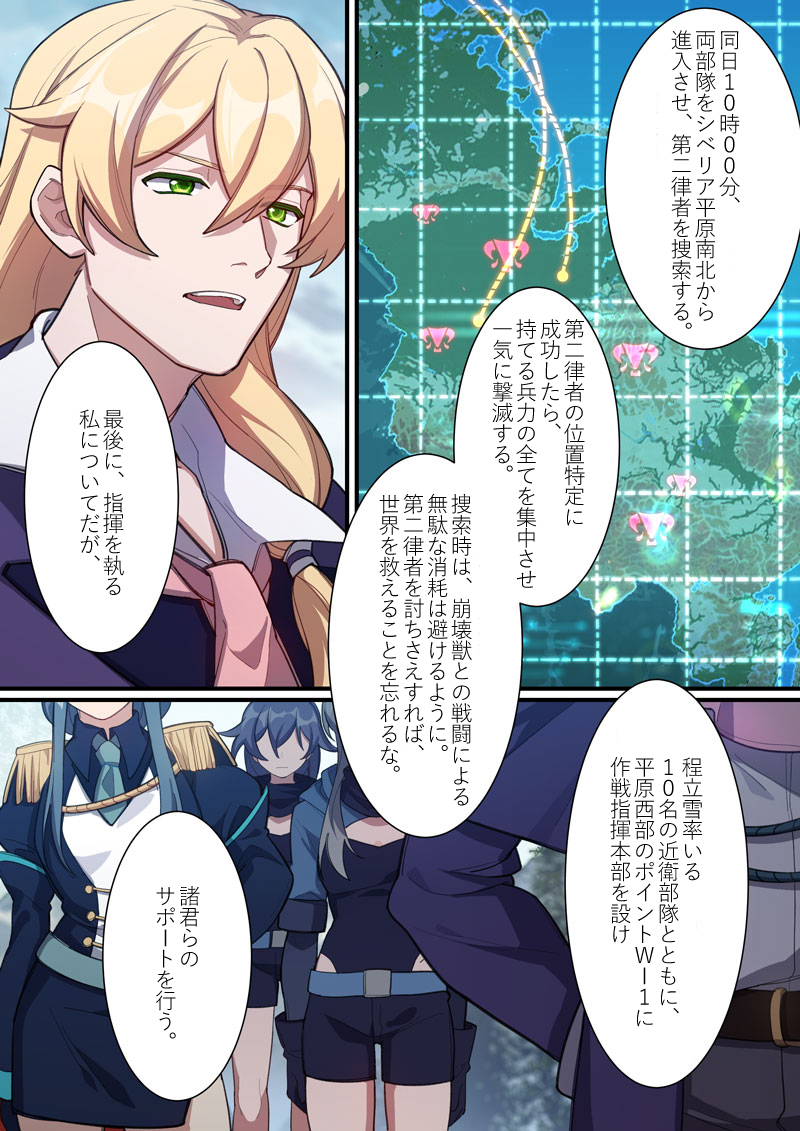 同日10時00分、
両部隊をシベリア平原南北から
進入させ、第二律者を捜索する。
第二律者の位置特定に
成功したら、
持てる兵力の全てを集中させ
一気に撃滅する。
捜索時は、崩壊獣との戦闘による
無駄な消耗は避けるように。
第二律者を討ちさえすれば、
世界を救えることを忘れるな。
最後に、指揮を執る
私についてだが、
程立雪率いる
10名の近衛部隊とともに、
平原西部のポイントWー1に
作戦指揮本部を設け
諸君らの
サポートを行う。